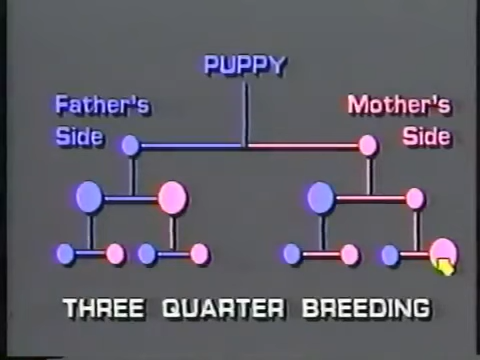 PUPPY
Father's
Side
Mother's
Side
THREE QUARTER BREEDING